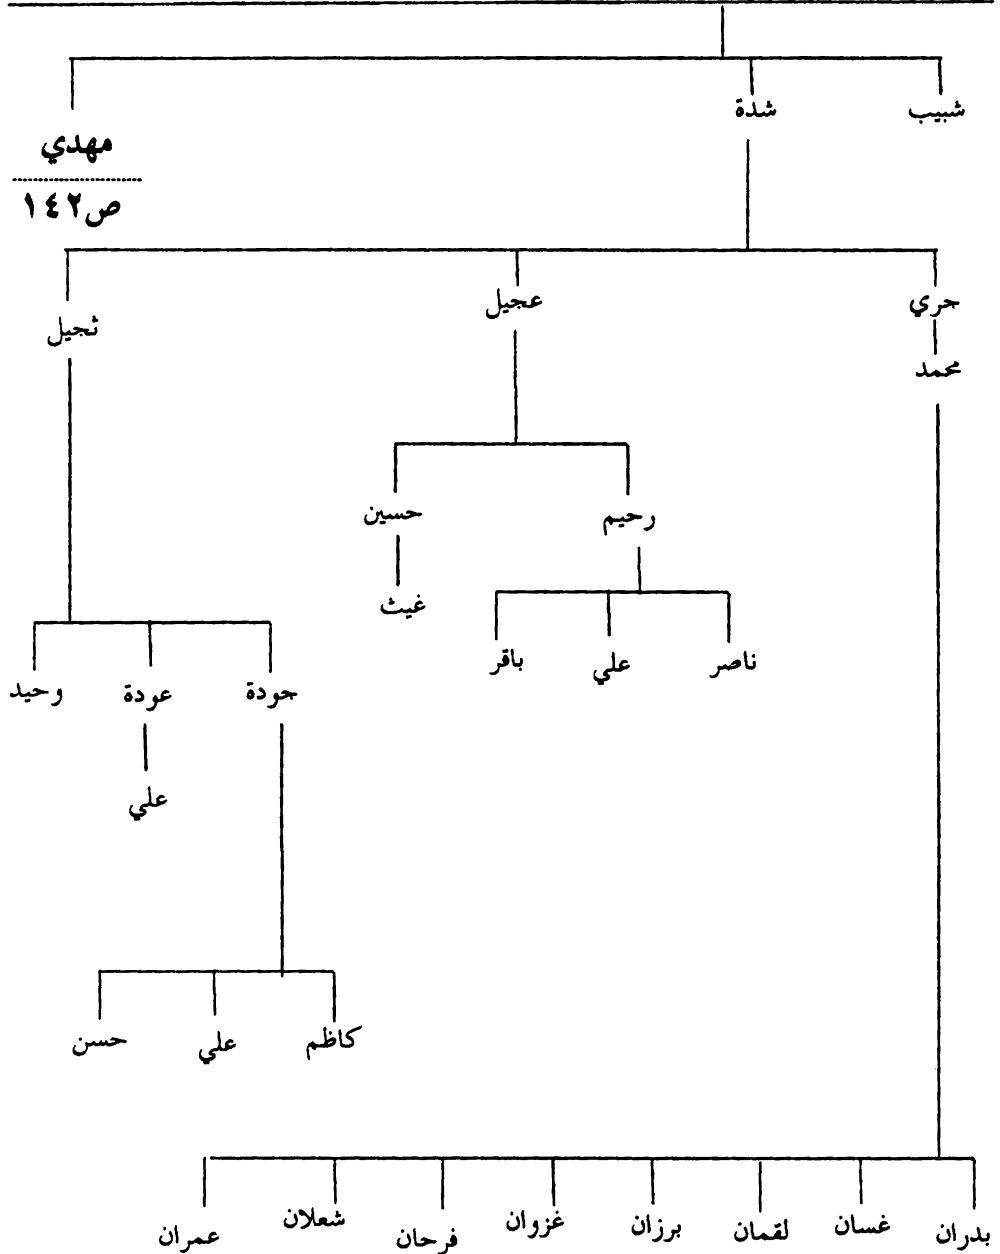 شبيب
شدة
مهدي
ص١٤٢
حري
عجيل
ثجيل
محمد
رحيم
حسين
غيث
ناصر
علي
باقر
جودة
عودة
وحيد
علي
كاظم
علي
حسن
بدران
غسان
لقمان
برزان
غزوان
فرحان
شعلان
عمران